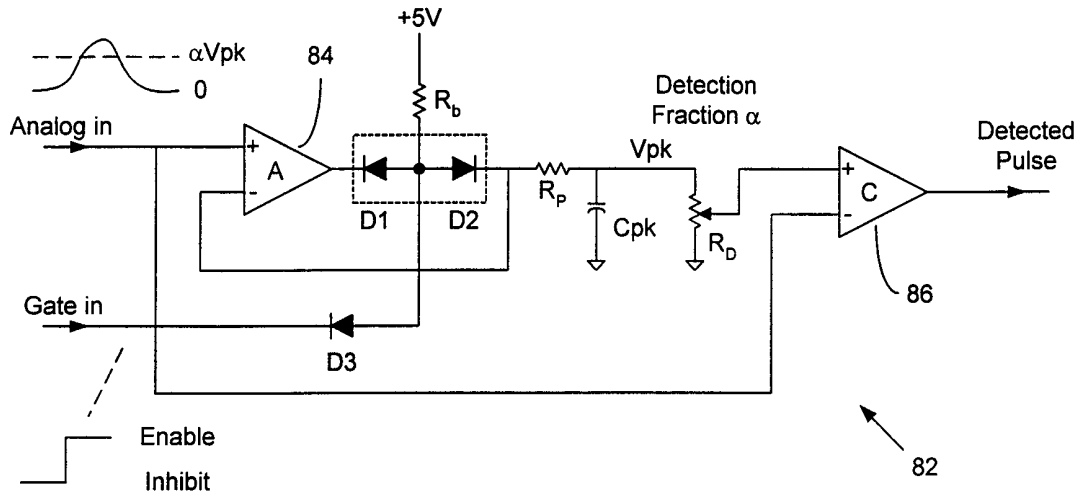 +5V
αVpk
0
84
R_b
Detection
Fraction α
Analog in
Vpk
Detected
Pulse
+
A
-
D1
D2
R_P
Cpk
R_D
+
C
-
86
Gate in
D3
Enable
Inhibit
82